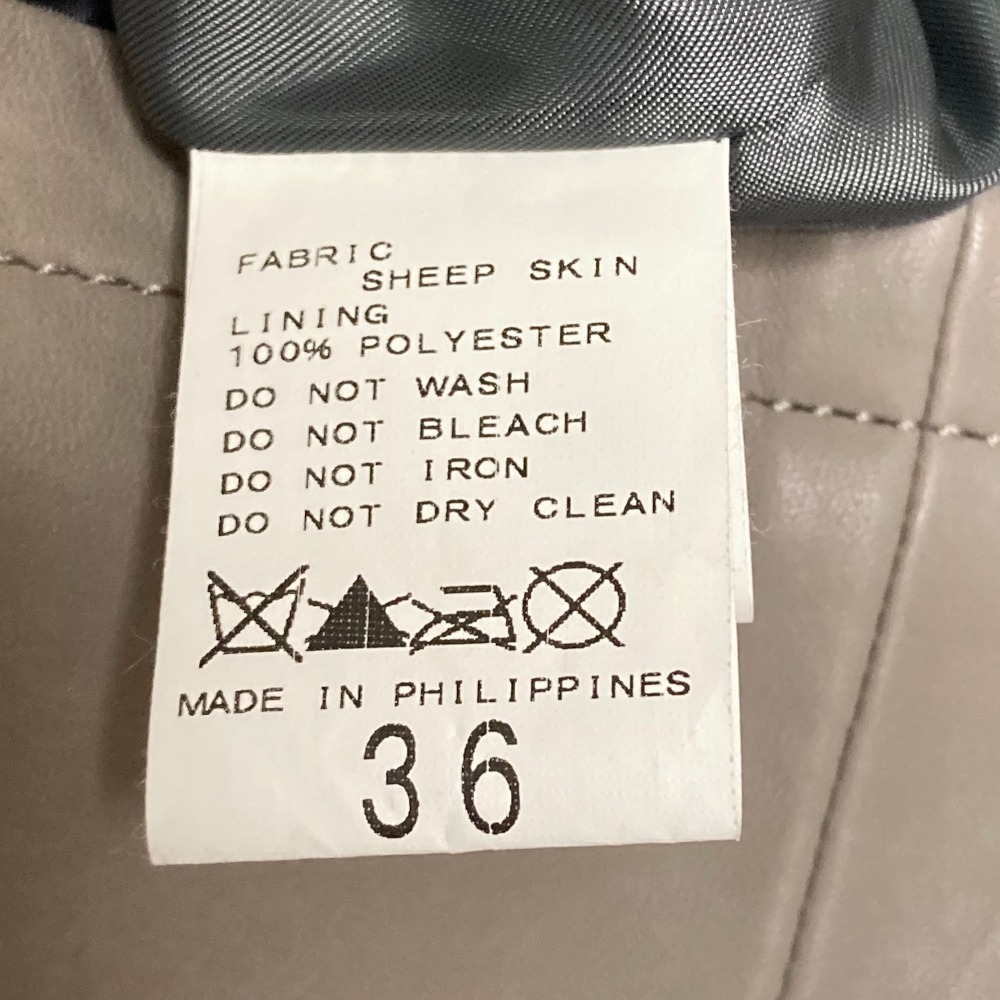 FABRIC
SHEEP SKIN
LINING
100% POLYESTER
DO NOT WASH
DO NOT BLEACH
DO NOT IRON
DO NOT DRY CLEAN
MADE IN PHILIPPINES
36